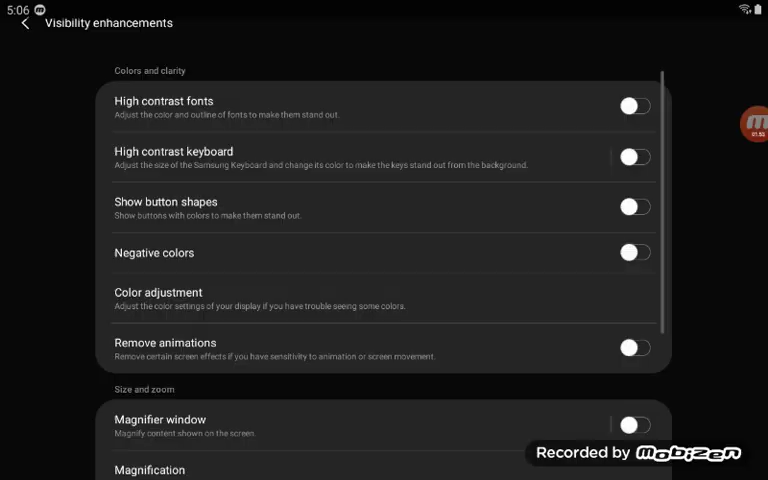 5:06
Visibility enhancements
Colors and clarity
High contrast fonts
Adjust the color and outline of fonts to make them stand out.
High contrast keyboard
Adjust the size of the Samsung Keyboard and change its color to make the keys stand out from the background.
Show button shapes
Show buttons with colors to make them stand out.
Negative colors
Color adjustment
Adjust the color settings of your display if you have trouble seeing some colors.
Remove animations
Remove certain screen effects if you have sensitivity to animation or screen movement.
Size and zoom
Magnifier window
Magnify content shown on the screen.
Magnification
Recorded by mobizen